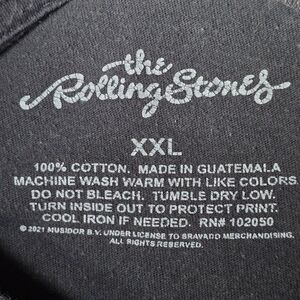 the
Rolling Stones
XXL
100% COTTON. MADE IN GUATEMALA
MACHINE WASH WARM WITH LIKE COLORS.
DO NOT BLEACH. TUMBLE DRY LOW.
TURN INSIDE OUT TO PROTECT PRINT.
COOL IRON IF NEEDED. RN# 102050
© 2021 MUSIDOR B.V. UNDER LICENSE TO BRAVADO MERCHANDISING.
ALL RIGHTS RESERVED.